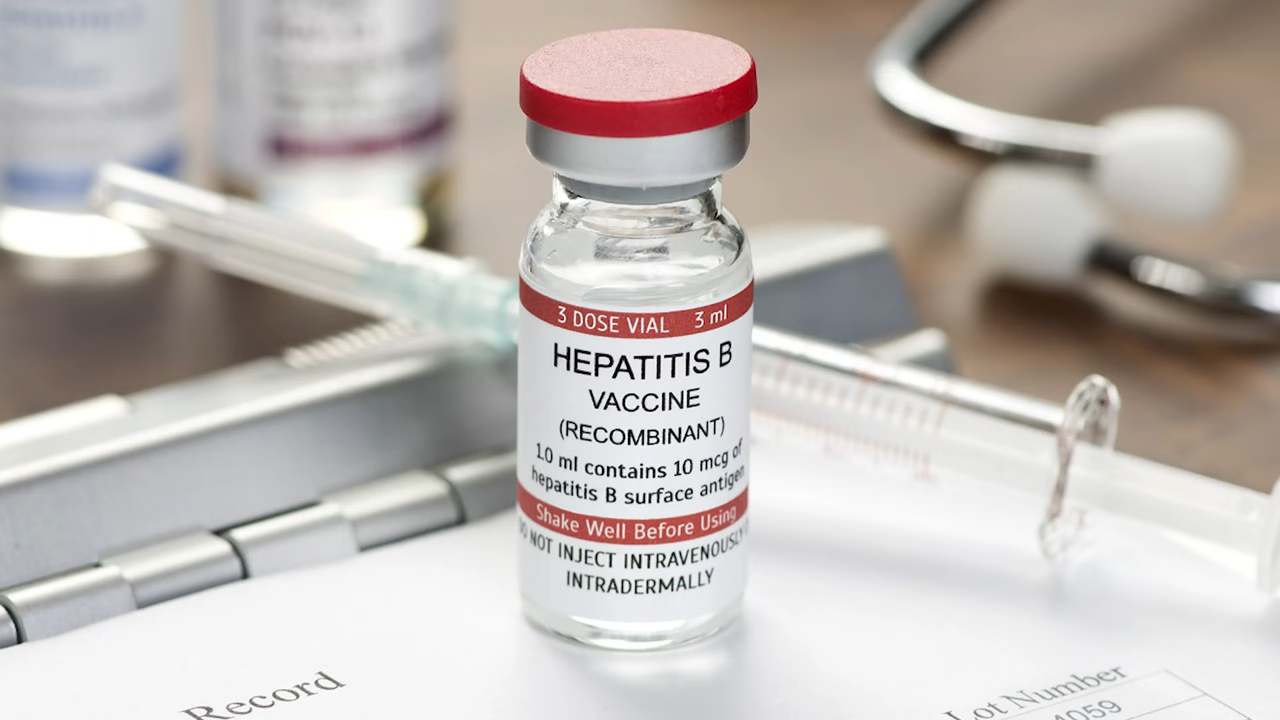 3 DOSE VIAL 3 ml
HEPATITIS B
VACCINE
(RECOMBINANT)
1.0 ml contains 10 mcg of
hepatitis B surface antigen
Shake Well Before Using
DO NOT INJECT INTRAVENOUSLY
INTRADERMALLY
Record
Lot Number
4059